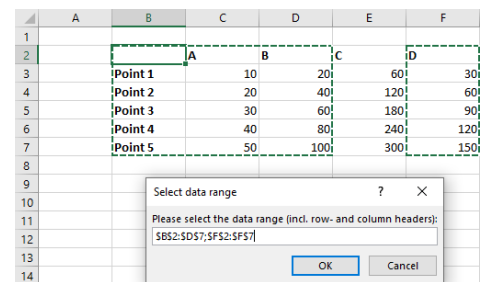 A B C D E F
1
2 A B C D
3 Point 1 10 20 60 30
4 Point 2 20 40 120 60
5 Point 3 30 60 180 90
6 Point 4 40 80 240 120
7 Point 5 50 100 300 150
8
9
Select data range ? X
10
11 Please select the data range (incl. row- and column headers):
12 $B$2:$D$7;$F$2:$F$7
13
OK Cancel
14